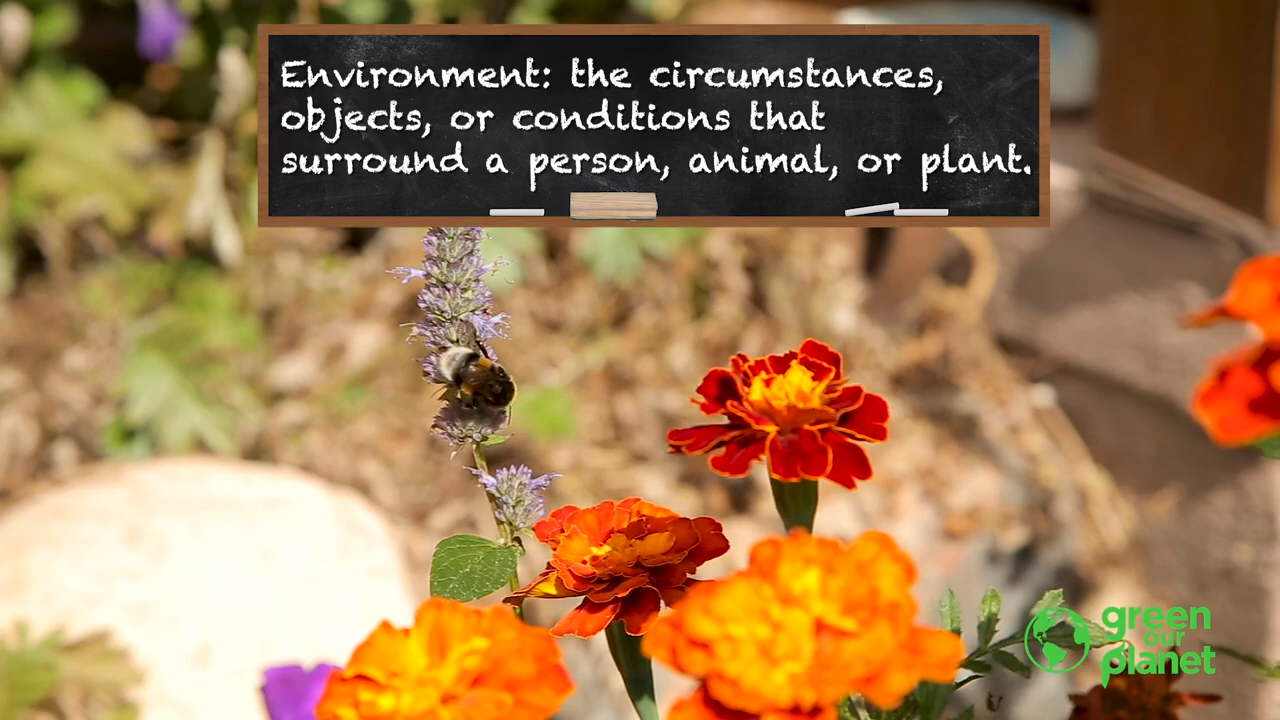 Environment: the circumstances,
objects, or conditions that
surround a person, animal, or plant.
green
our
planet